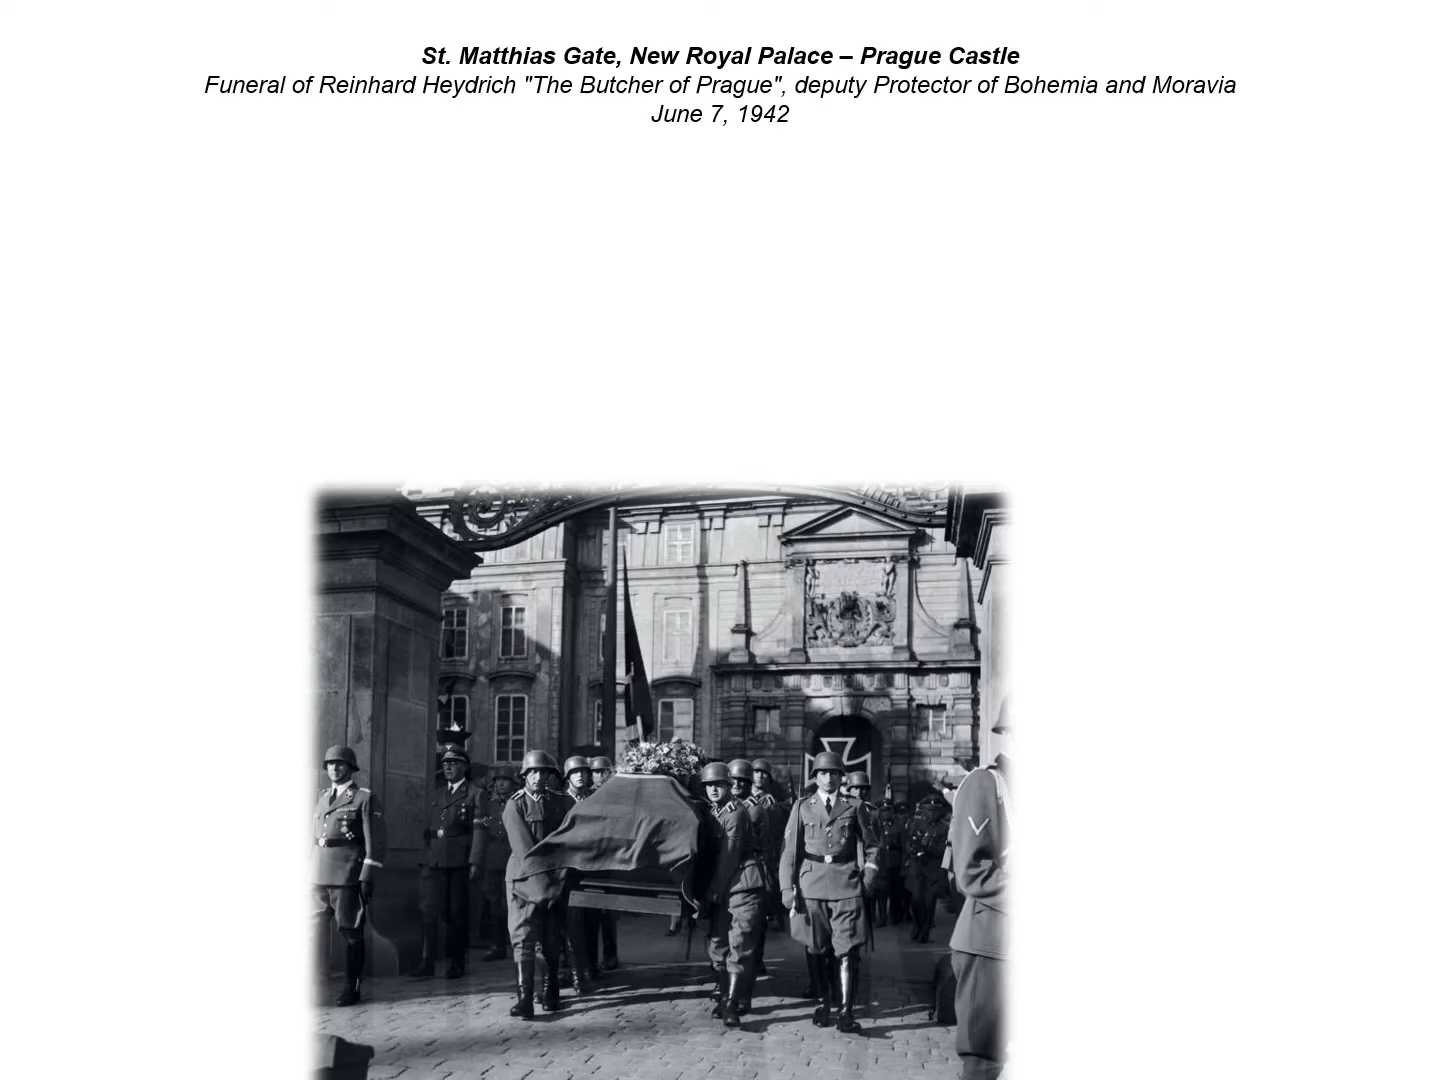 St. Matthias Gate, New Royal Palace – Prague Castle
Funeral of Reinhard Heydrich "The Butcher of Prague", deputy Protector of Bohemia and Moravia
June 7, 1942